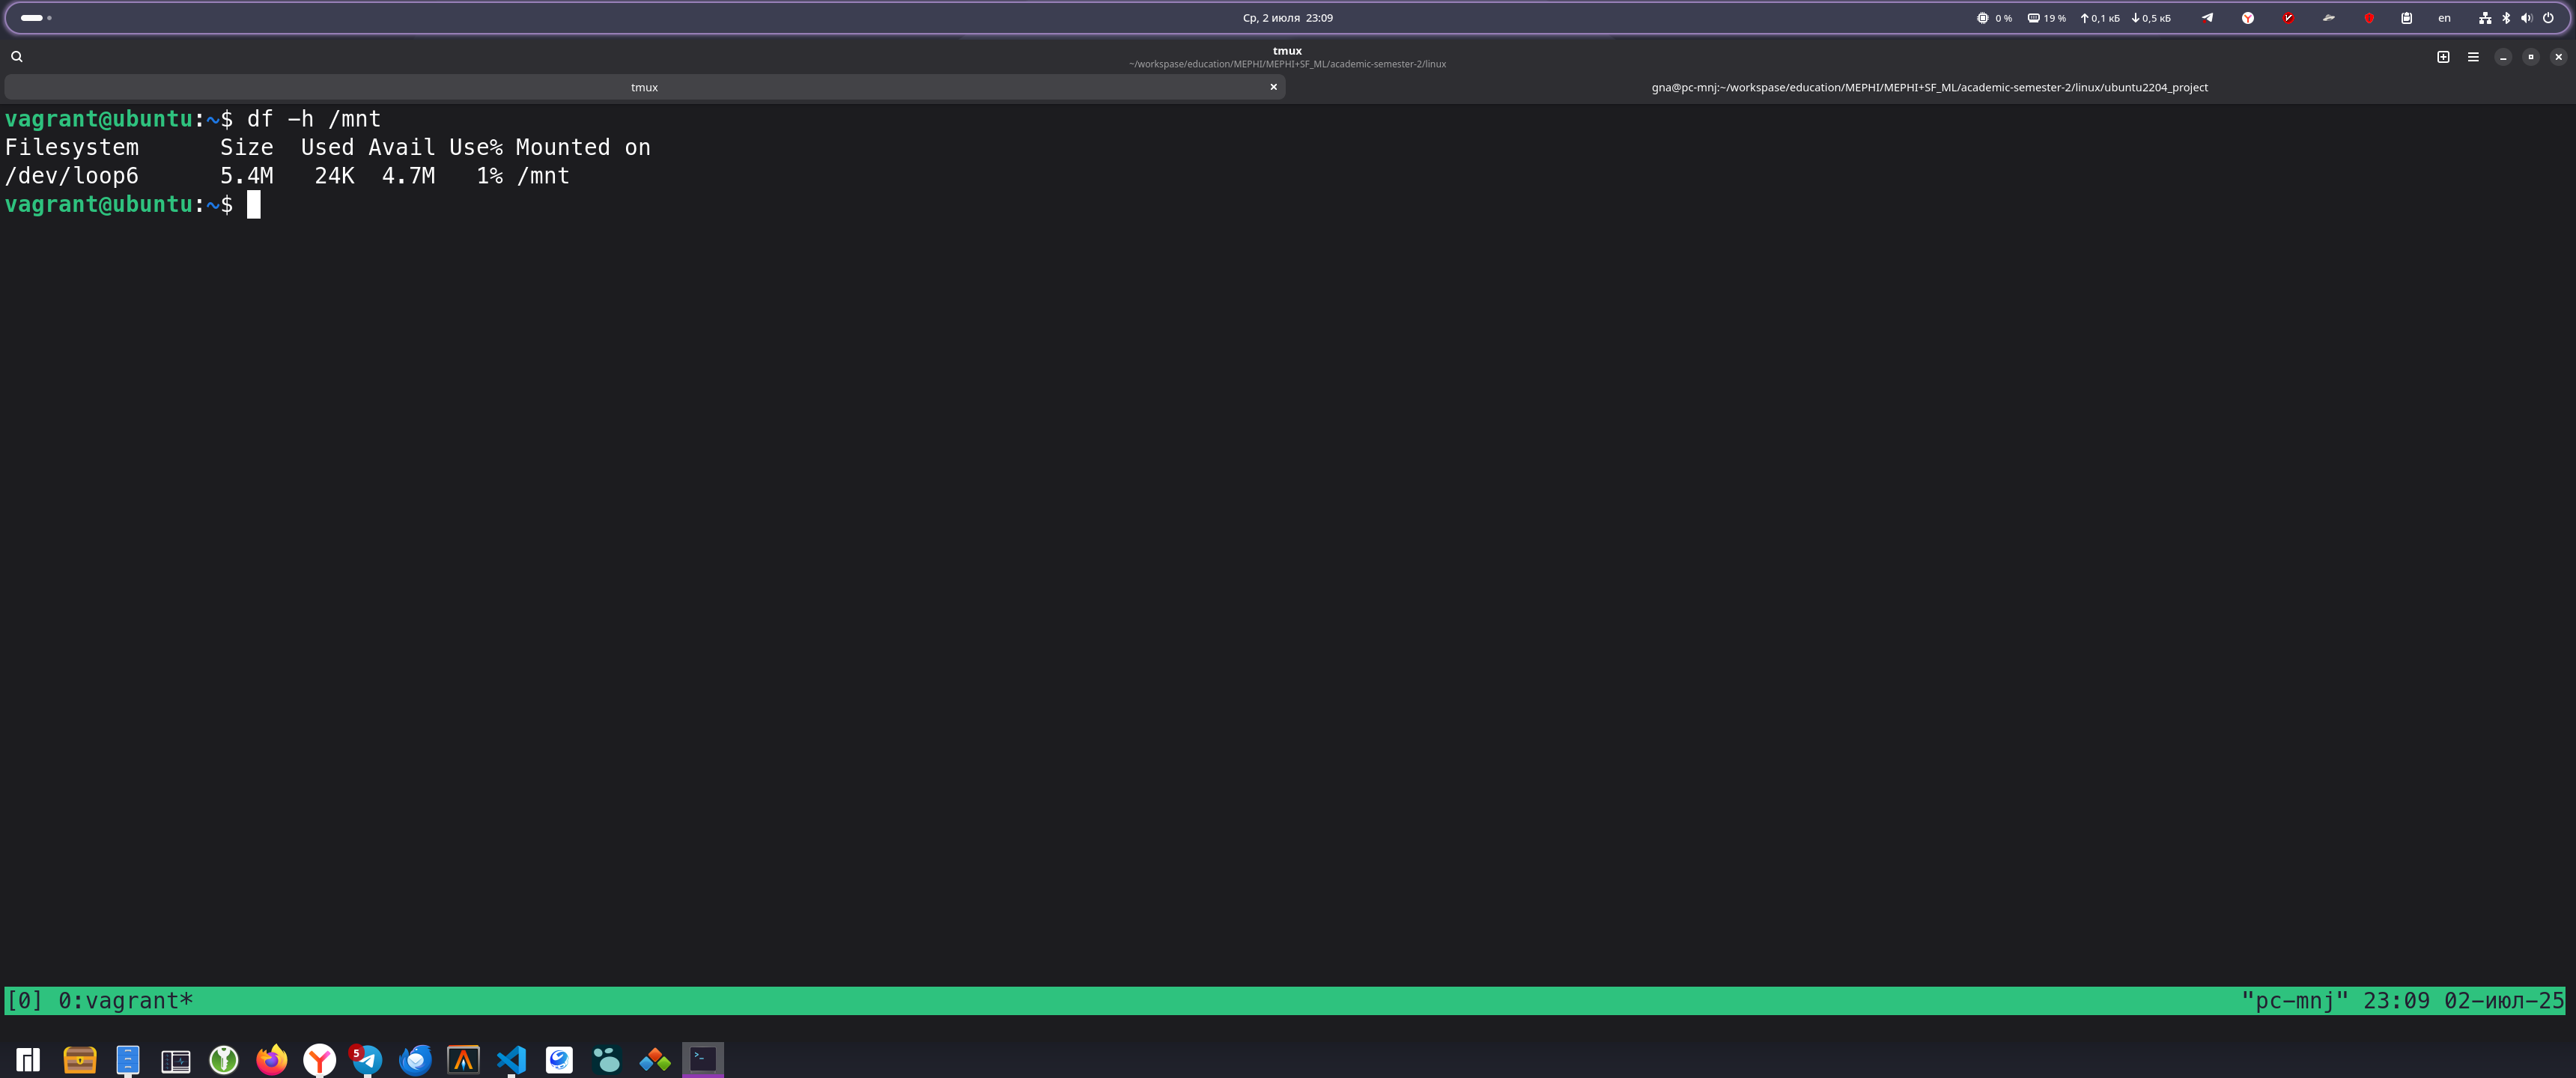 Ср, 2 июля 23:09
0 % 19 % 0,1 кБ 0,5 кБ en
tmux
~/workspase/education/MEPHI/MEPHI+SF_ML/academic-semester-2/linux
tmux
gna@pc-mnj:~/workspase/education/MEPHI/MEPHI+SF_ML/academic-semester-2/linux/ubuntu2204_project
vagrant@ubuntu:~$ df -h /mnt
Filesystem      Size  Used Avail Use% Mounted on
/dev/loop6      5.4M   24K  4.7M   1% /mnt
vagrant@ubuntu:~$
[0] 0:vagrant* "pc-mnj" 23:09 02-июл-25
5